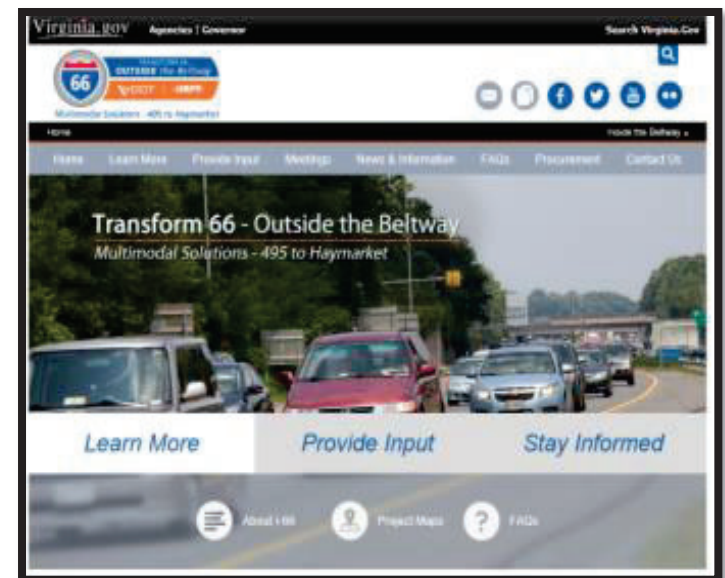 Virginia.gov Agencies | Governor Search Virginia.Gov
66
OUTSIDE the Beltway
VDOT
Multimodal Solutions - 495 to Haymarket
Home Inside the Beltway
Home Learn More Provide Input Meetings News & Information FAQs Procurement Contact Us
Transform 66 - Outside the Beltway
Multimodal Solutions - 495 to Haymarket
Learn More Provide Input Stay Informed
About I-66 Project Maps ? FAQs